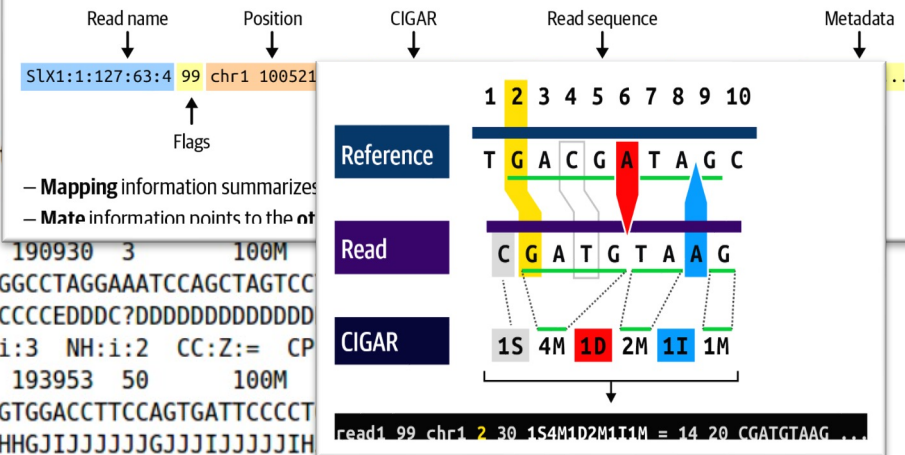 Read name Position CIGAR Read sequence Metadata
SlX1:1:127:63:4 99 chr1 100521 ..
Flags
– Mapping information summarizes
– Mate information points to the ot
190930 3 100M
GGCCTAGGAAATCCAGCTAGTCC
CCCCEDDDC?DDDDDDDDDDDDD
i:3 NH:i:2 CC:Z:= CP
193953 50 100M
GTGGACCTTCCAGTGATTCCCCT
HHGJIJJJJJJGJJJIJJJJJIH
1 2 3 4 5 6 7 8 9 10
Reference T G A C G A T A G C
Read C G A T G T A A G
CIGAR 1S 4M 1D 2M 1I 1M
read1 99 chr1 2 30 1S4M1D2M1I1M = 14 20 CGATGTAAG ...